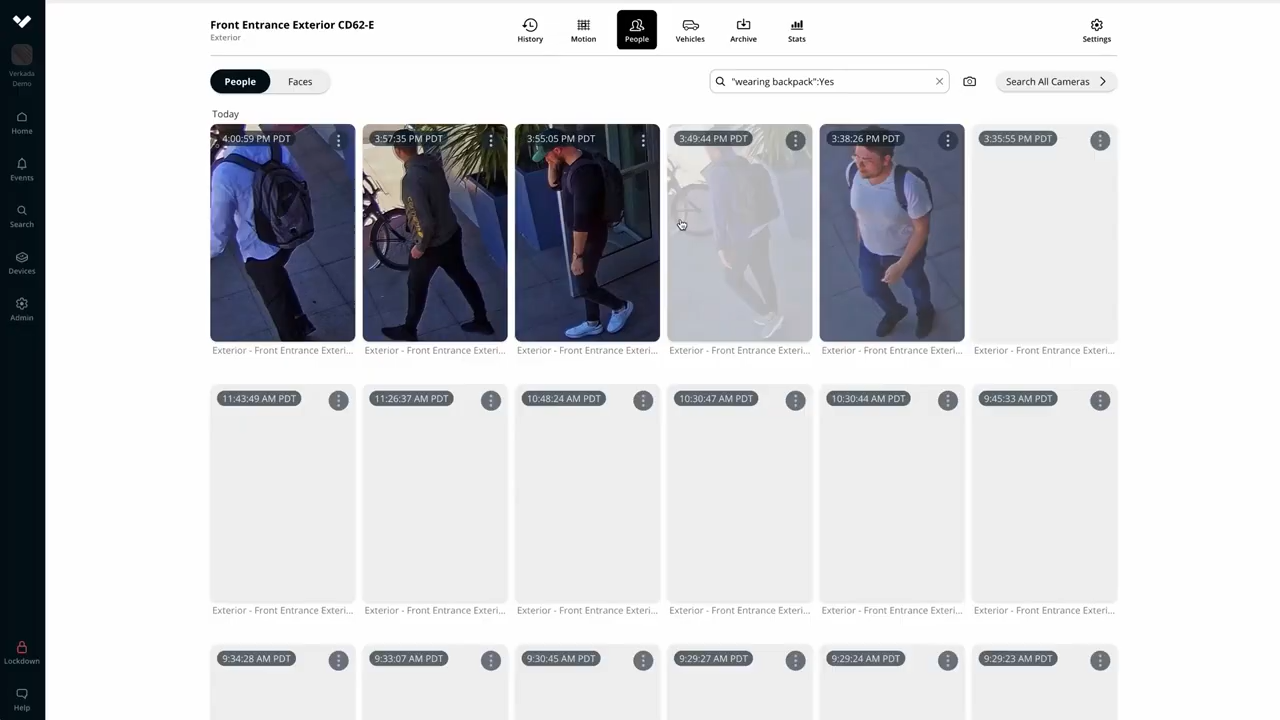 Front Entrance Exterior CD62-E
Exterior
History
Motion
People
Vehicles
Archive
Stats
Settings
Verkada Demo
Home
Events
Search
Devices
Admin
Lockdown
Help
People
Faces
"wearing backpack":Yes
Search All Cameras
Today
4:00:59 PM PDT
3:57:35 PM PDT
3:55:05 PM PDT
3:49:44 PM PDT
3:38:26 PM PDT
3:35:55 PM PDT
Exterior - Front Entrance Exteri...
Exterior - Front Entrance Exteri...
Exterior - Front Entrance Exteri...
Exterior - Front Entrance Exteri...
Exterior - Front Entrance Exteri...
Exterior - Front Entrance Exteri...
11:43:49 AM PDT
11:26:37 AM PDT
10:48:24 AM PDT
10:30:47 AM PDT
10:30:44 AM PDT
9:45:33 AM PDT
Exterior - Front Entrance Exteri...
Exterior - Front Entrance Exteri...
Exterior - Front Entrance Exteri...
Exterior - Front Entrance Exteri...
Exterior - Front Entrance Exteri...
Exterior - Front Entrance Exteri...
9:34:28 AM PDT
9:33:07 AM PDT
9:30:45 AM PDT
9:29:27 AM PDT
9:29:24 AM PDT
9:29:23 AM PDT